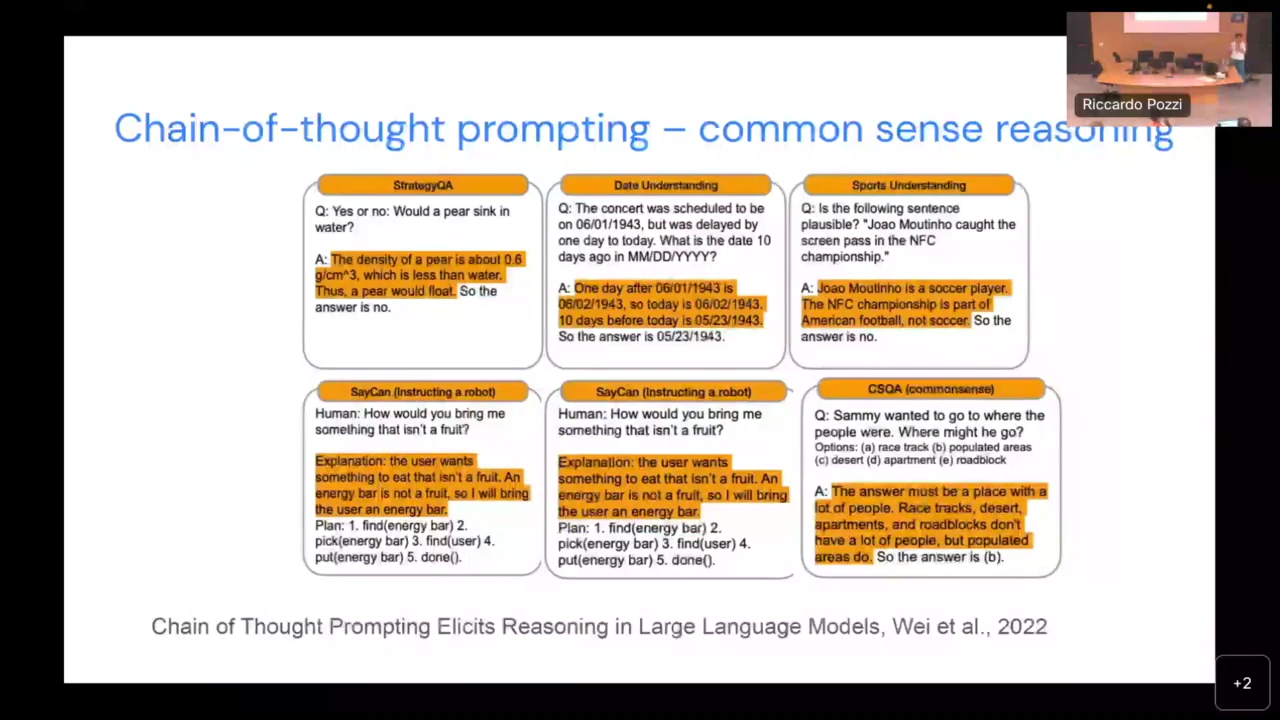 Riccardo Pozzi
Chain-of-thought prompting – common sense reasoning
StrategyQA
Q: Yes or no: Would a pear sink in
water?
A: The density of a pear is about 0.6
g/cm^3, which is less than water.
Thus, a pear would float. So the
answer is no.
Date Understanding
Q: The concert was scheduled to be
on 06/01/1943, but was delayed by
one day to today. What is the date 10
days ago in MM/DD/YYYY?
A: One day after 06/01/1943 is
06/02/1943, so today is 06/02/1943.
10 days before today is 05/23/1943.
So the answer is 05/23/1943.
Sports Understanding
Q: Is the following sentence
plausible? "Joao Moutinho caught the
screen pass in the NFC
championship."
A: Joao Moutinho is a soccer player.
The NFC championship is part of
American football, not soccer. So the
answer is no.
SayCan (Instructing a robot)
Human: How would you bring me
something that isn't a fruit?
Explanation: the user wants
something to eat that isn't a fruit. An
energy bar is not a fruit, so I will bring
the user an energy bar.
Plan: 1. find(energy bar) 2.
pick(energy bar) 3. find(user) 4.
put(energy bar) 5. done().
SayCan (Instructing a robot)
Human: How would you bring me
something that isn't a fruit?
Explanation: the user wants
something to eat that isn't a fruit. An
energy bar is not a fruit, so I will bring
the user an energy bar.
Plan: 1. find(energy bar) 2.
pick(energy bar) 3. find(user) 4.
put(energy bar) 5. done().
CSQA (commonsense)
Q: Sammy wanted to go to where the
people were. Where might he go?
Options: (a) race track (b) populated areas
(c) desert (d) apartment (e) roadblock
A: The answer must be a place with a
lot of people. Race tracks, desert,
apartments, and roadblocks don't
have a lot of people, but populated
areas do. So the answer is (b).
Chain of Thought Prompting Elicits Reasoning in Large Language Models, Wei et al., 2022
+2